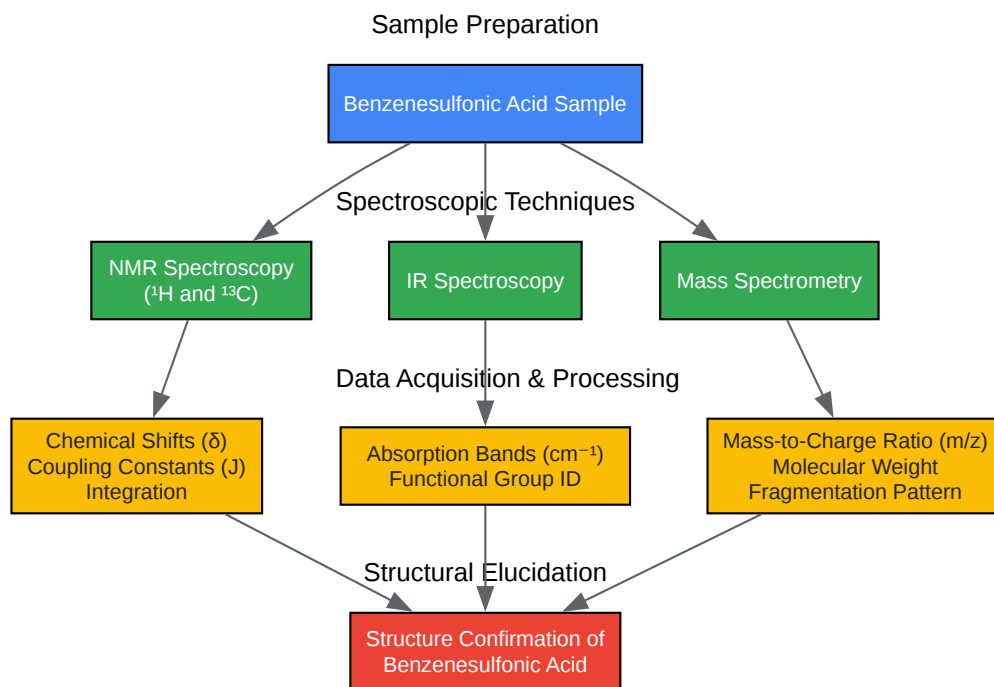 Sample Preparation
Benzenesulfonic Acid Sample
Spectroscopic Techniques
NMR Spectroscopy
(¹H and ¹³C)
IR Spectroscopy
Mass Spectrometry
Data Acquisition & Processing
Chemical Shifts (δ)
Coupling Constants (J)
Integration
Absorption Bands (cm⁻¹)
Functional Group ID
Mass-to-Charge Ratio (m/z)
Molecular Weight
Fragmentation Pattern
Structural Elucidation
Structure Confirmation of
Benzenesulfonic Acid